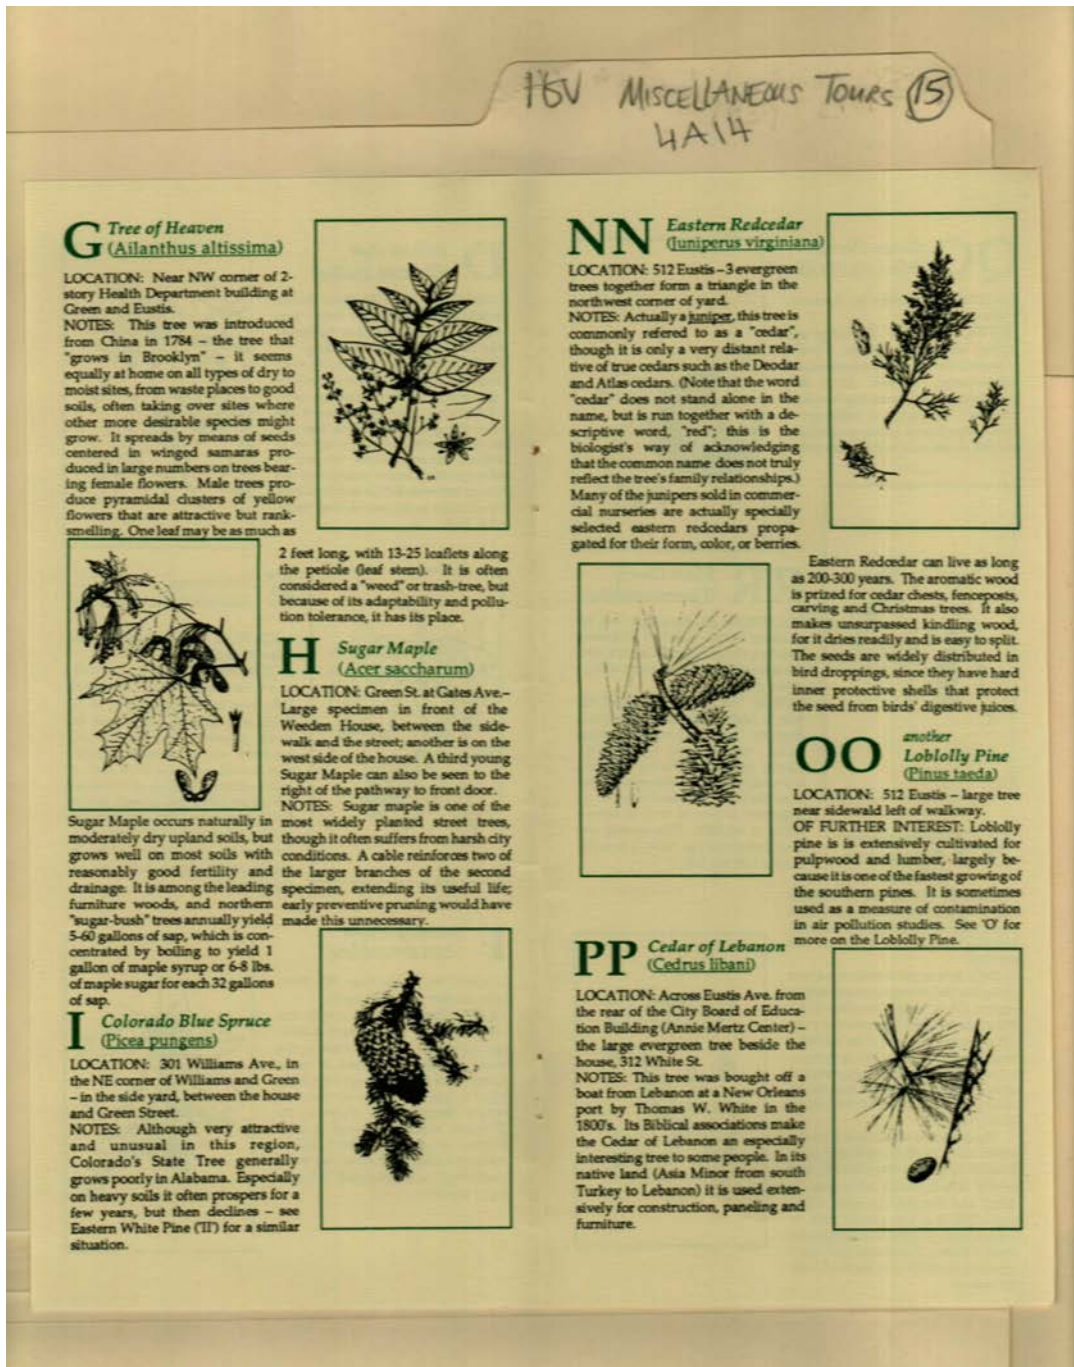 HSV MISCELLANEOUS TOURS 15
4A14
G Tree of Heaven
(Ailanthus altissima)
LOCATION: Near NW corner of 2-
story Health Department building at
Green and Eustis.
NOTES: This tree was introduced
from China in 1784 – the tree that
"grows in Brooklyn" – it seems
equally at home on all types of dry to
moist sites, from waste places to good
soils, often taking over sites where
other more desirable species might
grow. It spreads by means of seeds
centered in winged samaras pro-
duced in large numbers on trees bear-
ing female flowers. Male trees pro-
duce pyramidal clusters of yellow
flowers that are attractive but rank-
smelling. One leaf may be as much as
2 feet long, with 13-25 leaflets along
the petiole (leaf stem). It is often
considered a "weed" or trash-tree, but
because of its adaptability and pollu-
tion tolerance, it has its place.
H Sugar Maple
(Acer saccharum)
LOCATION: Green St. at Gates Ave.–
Large specimen in front of the
Weeden House, between the side-
walk and the street; another is on the
west side of the house. A third young
Sugar Maple can also be seen to the
right of the pathway to front door.
NOTES: Sugar maple is one of the
most widely planted street trees,
though it often suffers from harsh city
conditions. A cable reinforces two of
the larger branches of the second
specimen, extending its useful life;
early preventive pruning would have
made this unnecessary.
Sugar Maple occurs naturally in
moderately dry upland soils, but
grows well on most soils with
reasonably good fertility and
drainage. It is among the leading
furniture woods, and northern
"sugar-bush" trees annually yield
5-60 gallons of sap, which is con-
centrated by boiling to yield 1
gallon of maple syrup or 6-8 lbs.
of maple sugar for each 32 gallons
of sap.
I Colorado Blue Spruce
(Picea pungens)
LOCATION: 301 Williams Ave., in
the NE corner of Williams and Green
– in the side yard, between the house
and Green Street.
NOTES: Although very attractive
and unusual in this region,
Colorado's State Tree generally
grows poorly in Alabama. Especially
on heavy soils it often prospers for a
few years, but then declines – see
Eastern White Pine ('II') for a similar
situation.
NN Eastern Redcedar
(Juniperus virginiana)
LOCATION: 512 Eustis – 3 evergreen
trees together form a triangle in the
northwest corner of yard.
NOTES: Actually a juniper, this tree is
commonly refered to as a "cedar",
though it is only a very distant rela-
tive of true cedars such as the Deodar
and Atlas cedars. (Note that the word
"cedar" does not stand alone in the
name, but is run together with a de-
scriptive word, "red"; this is the
biologist's way of acknowledging
that the common name does not truly
reflect the tree's family relationships.)
Many of the junipers sold in commer-
cial nurseries are actually specially
selected eastern redcedars propa-
gated for their form, color, or berries.
Eastern Redcedar can live as long
as 200-300 years. The aromatic wood
is prized for cedar chests, fenceposts,
carving and Christmas trees. It also
makes unsurpassed kindling wood,
for it dries readily and is easy to split.
The seeds are widely distributed in
bird droppings, since they have hard
inner protective shells that protect
the seed from birds' digestive juices.
OO another
Loblolly Pine
(Pinus taeda)
LOCATION: 512 Eustis – large tree
near sidewald left of walkway.
OF FURTHER INTEREST: Loblolly
pine is is extensively cultivated for
pulpwood and lumber, largely be-
cause it is one of the fastest growing of
the southern pines. It is sometimes
used as a measure of contamination
in air pollution studies. See 'O' for
more on the Loblolly Pine.
PP Cedar of Lebanon
(Cedrus libani)
LOCATION: Across Eustis Ave. from
the rear of the City Board of Educa-
tion Building (Annie Mertz Center) –
the large evergreen tree beside the
house, 312 White St.
NOTES: This tree was bought off a
boat from Lebanon at a New Orleans
port by Thomas W. White in the
1800's. Its Biblical associations make
the Cedar of Lebanon an especially
interesting tree to some people. In its
native land (Asia Minor from south
Turkey to Lebanon) it is used exten-
sively for construction, paneling and
furniture.